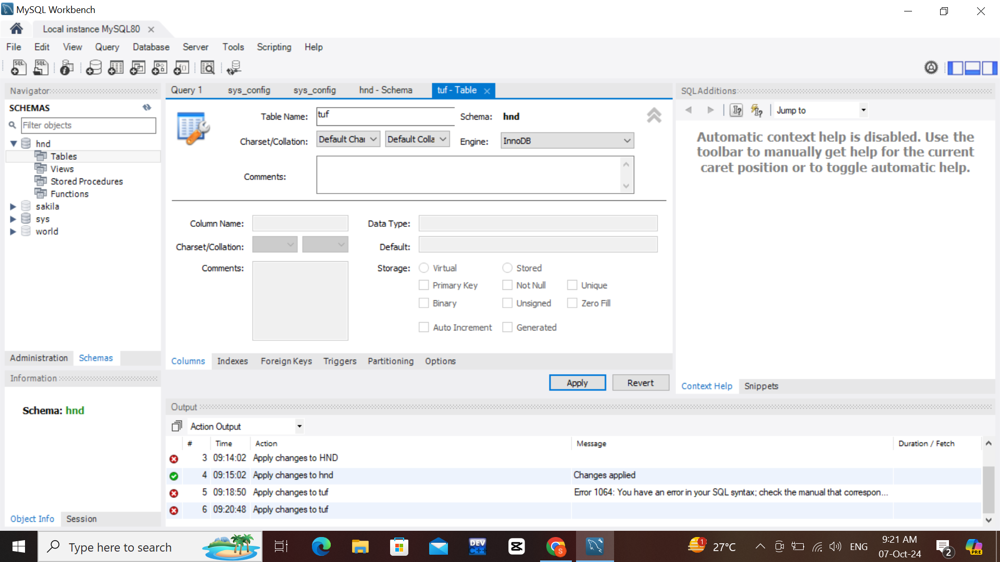 MySQL Workbench
Local instance MySQL80
File Edit View Query Database Server Tools Scripting Help
Navigator
SCHEMAS
Filter objects
hnd
Tables
Views
Stored Procedures
Functions
sakila
sys
world
Administration Schemas
Information
Schema: hnd
Object Info Session
Query 1 sys_config sys_config hnd - Schema tuf - Table
Table Name: tuf Schema: hnd
Charset/Collation: Default Char Default Colla Engine: InnoDB
Comments:
Column Name: Data Type:
Charset/Collation: Default:
Comments: Storage: Virtual Stored
Primary Key Not Null Unique
Binary Unsigned Zero Fill
Auto Increment Generated
Columns Indexes Foreign Keys Triggers Partitioning Options
Apply Revert
SQLAdditions
Jump to
Automatic context help is disabled. Use the
toolbar to manually get help for the current
caret position or to toggle automatic help.
Context Help Snippets
Output
Action Output
# Time Action Message Duration / Fetch
3 09:14:02 Apply changes to HND
4 09:15:02 Apply changes to hnd Changes applied
5 09:18:50 Apply changes to tuf Error 1064: You have an error in your SQL syntax; check the manual that correspon...
6 09:20:48 Apply changes to tuf
Type here to search
DEV C++
S
1
27°C
ENG
9:21 AM
07-Oct-24
2
PRE